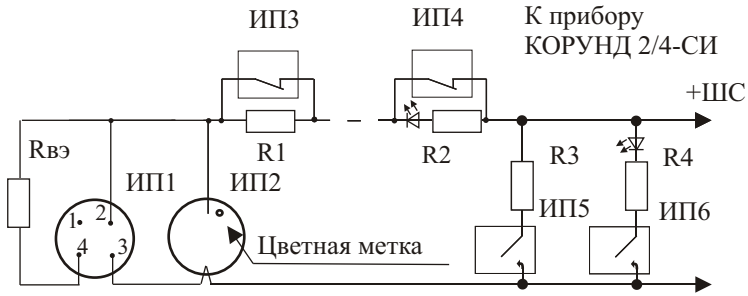 ИП3
ИП4
К прибору
КОРУНД 2/4-СИ
+ШС
Rвэ
R1
R2
R3
R4
ИП1
ИП2
ИП5
ИП6
1
2
4
3
Цветная метка